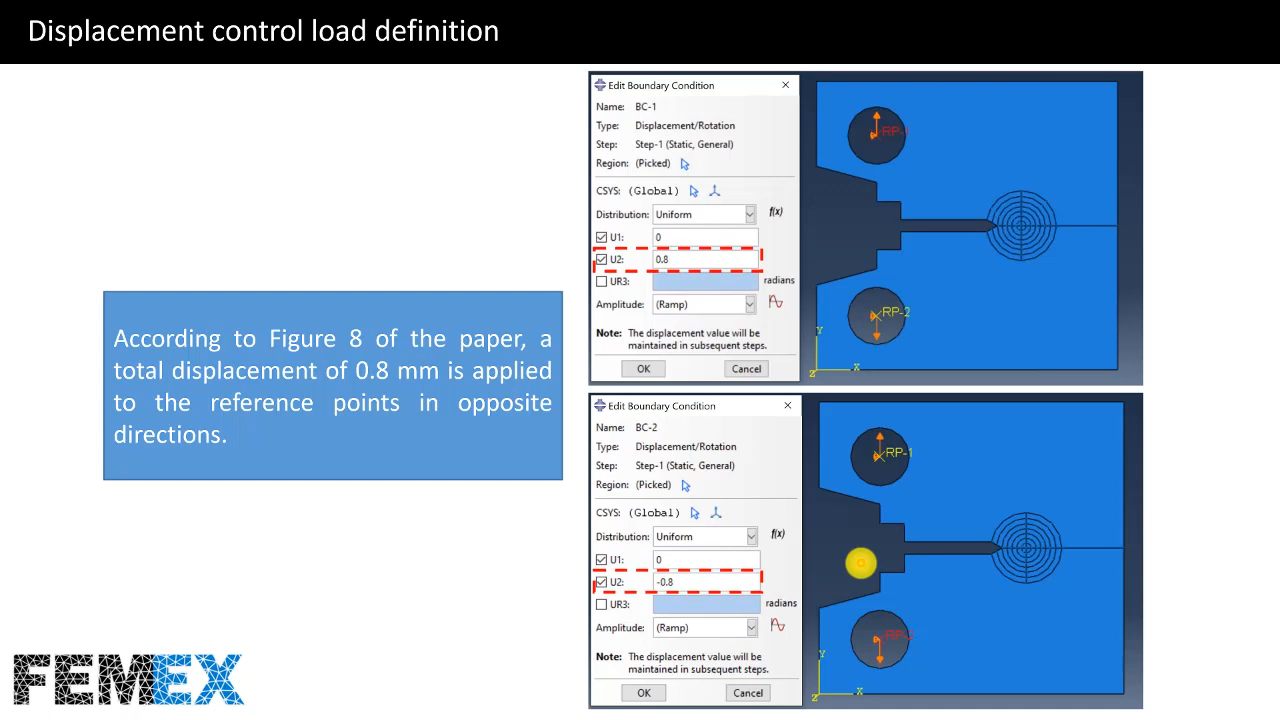 Displacement control load definition
According to Figure 8 of the paper, a
total displacement of 0.8 mm is applied
to the reference points in opposite
directions.
Edit Boundary Condition
Name: BC-1
Type: Displacement/Rotation
Step: Step-1 (Static, General)
Region: (Picked)
CSYS: (Global)
Distribution: Uniform f(x)
U1: 0
U2: 0.8
UR3: radians
Amplitude: (Ramp)
Note: The displacement value will be
maintained in subsequent steps.
OK Cancel
RP-1
RP-2
Y
Z X
Edit Boundary Condition
Name: BC-2
Type: Displacement/Rotation
Step: Step-1 (Static, General)
Region: (Picked)
CSYS: (Global)
Distribution: Uniform f(x)
U1: 0
U2: -0.8
UR3: radians
Amplitude: (Ramp)
Note: The displacement value will be
maintained in subsequent steps.
OK Cancel
RP-1
RP-2
Y
Z X
FEMEX